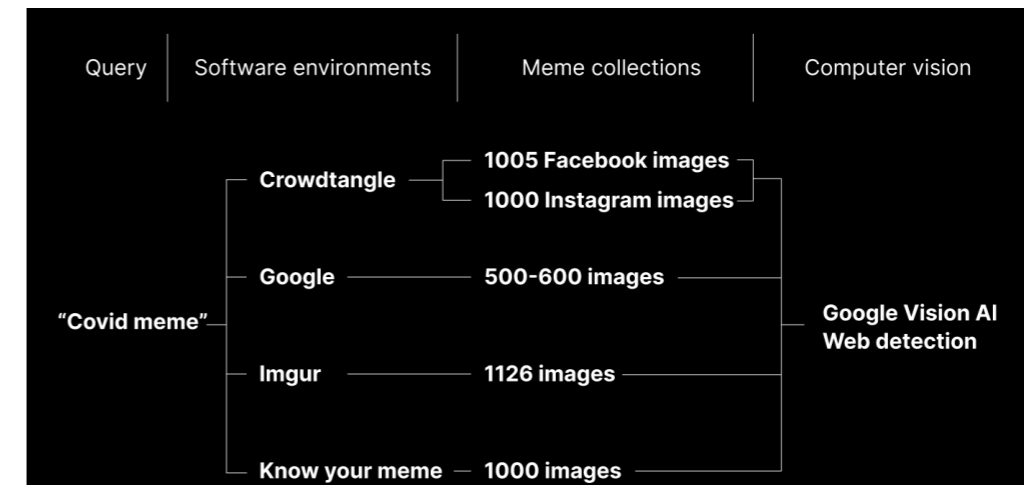 Query
Software environments
Meme collections
Computer vision
Crowdtangle
1005 Facebook images
1000 Instagram images
Google
500-600 images
“Covid meme”
Google Vision AI
Web detection
Imgur
1126 images
Know your meme
1000 images